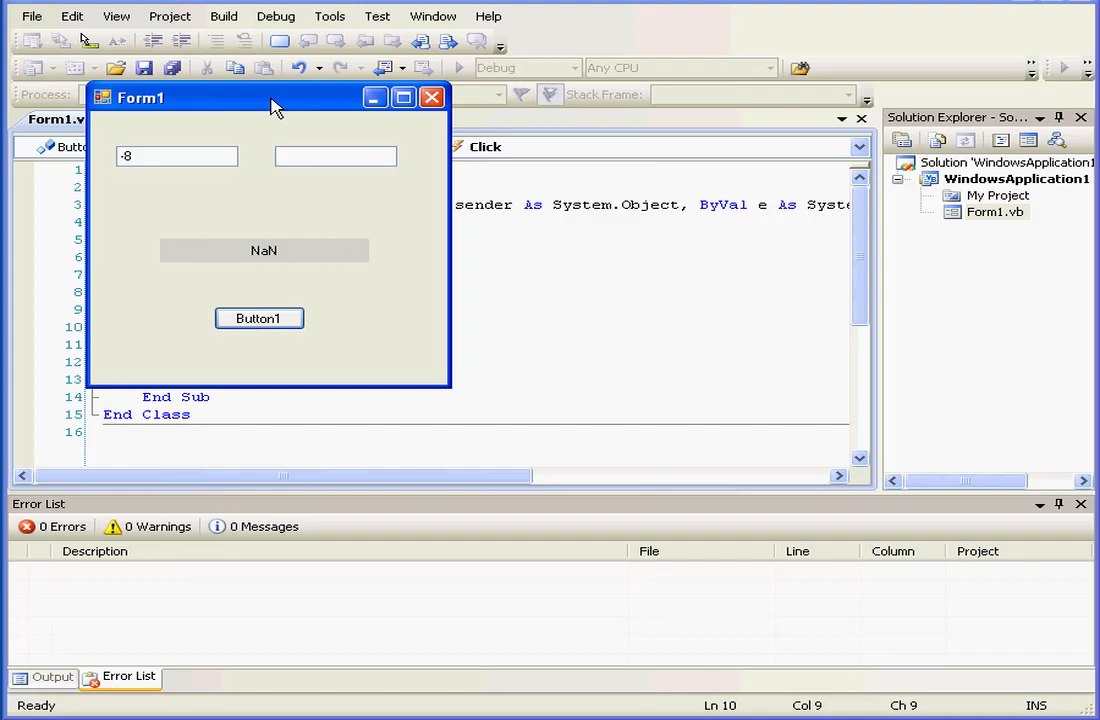 File Edit View Project Build Debug Tools Test Window Help
Debug Any CPU
Process: Stack Frame:
Form1
Form1.v
Solution Explorer - So...
Butto Click
-8
1
2
3 sender As System.Object, ByVal e As Syste
4
5
6
7
8
9
10
11
12
13
14 End Sub
15 End Class
16
NaN
Button1
Solution 'WindowsApplication1
WindowsApplication1
My Project
Form1.vb
Error List
0 Errors 0 Warnings 0 Messages
Description File Line Column Project
Output Error List
Ready Ln 10 Col 9 Ch 9 INS